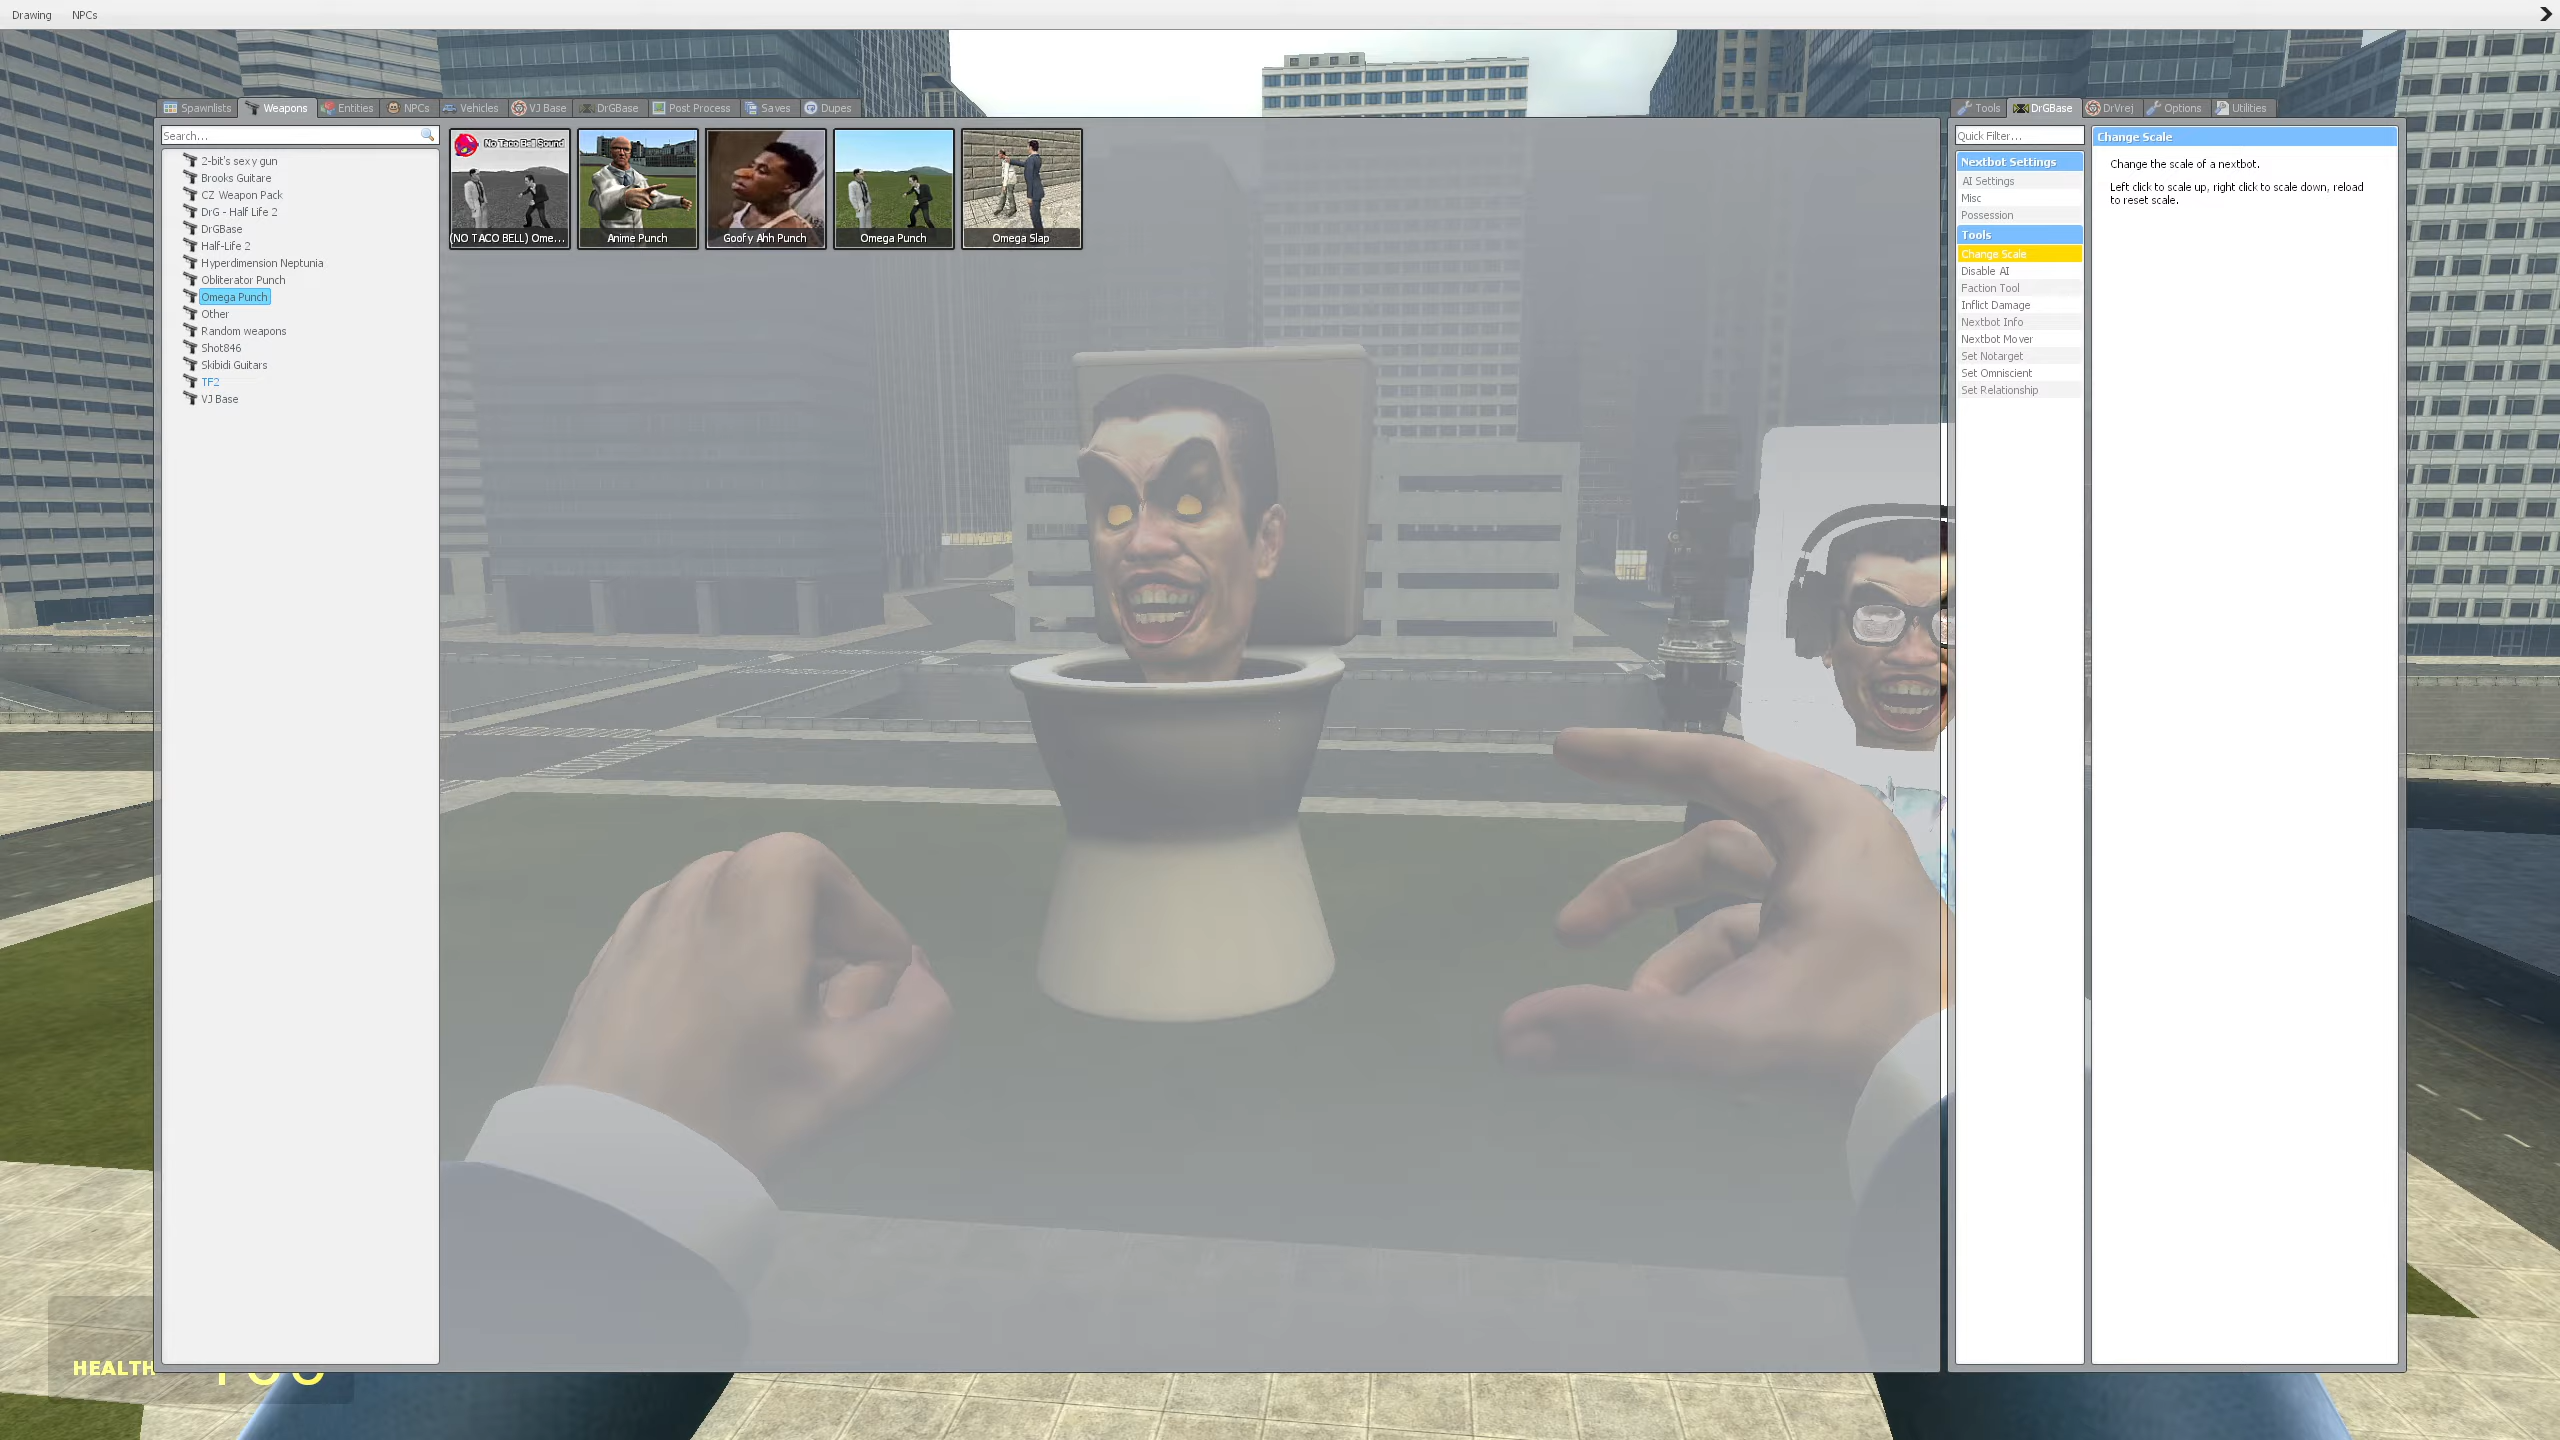 Drawing NPCs
Spawnlists Weapons Entities NPCs Vehicles VJ Base DrGBase Post Process Saves Dupes
Search...
2-bit's sexy gun
Brooks Guitare
CZ Weapon Pack
DrG - Half Life 2
DrGBase
Half-Life 2
Hyperdimension Neptunia
Obliterator Punch
Omega Punch
Other
Random weapons
Shot846
Skibidi Guitars
TF2
VJ Base
No Taco Bell Sound
(NO TACO BELL) Ome...
Anime Punch
Goofy Ahh Punch
Omega Punch
Omega Slap
Tools DrGBase DrVrej Options Utilities
Quick Filter...
Nextbot Settings
AI Settings
Misc
Possession
Tools
Change Scale
Disable AI
Faction Tool
Inflict Damage
Nextbot Info
Nextbot Mover
Set Notarget
Set Omniscient
Set Relationship
Change Scale
Change the scale of a nextbot.
Left click to scale up, right click to scale down, reload
to reset scale.
HEALTH